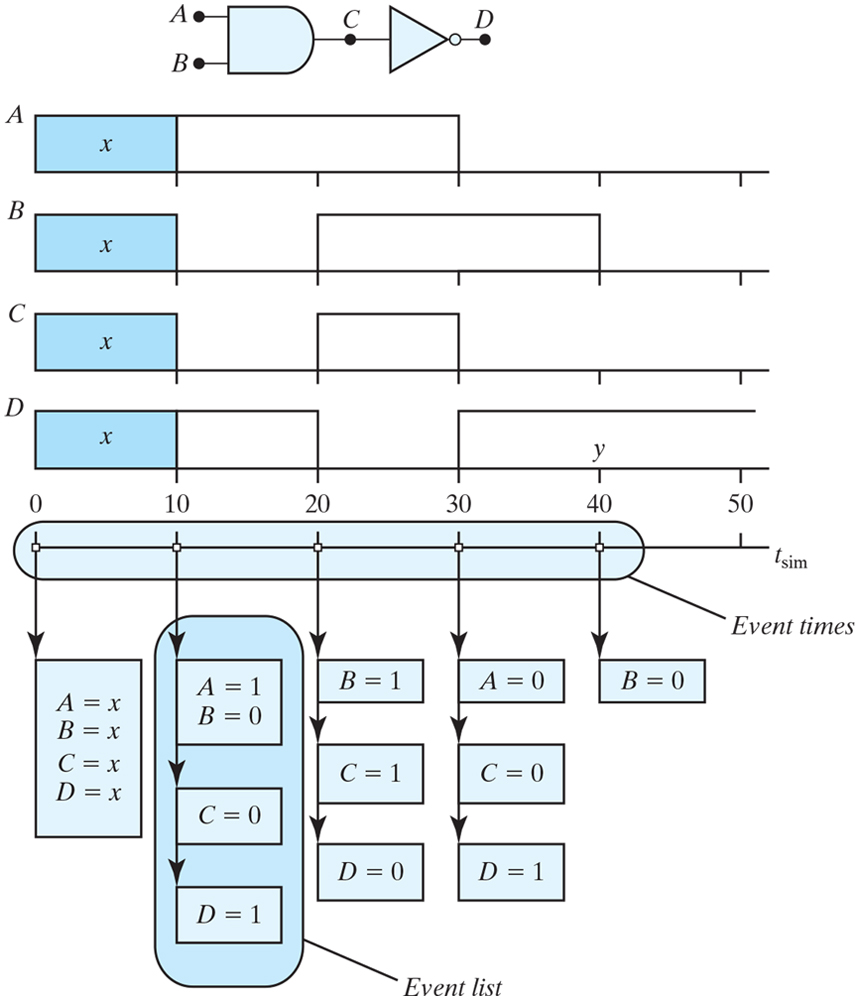 A
B
C
D
A
x
B
x
C
x
D
x
y
0 10 20 30 40 50
tsim
Event times
A = x
B = x
C = x
D = x
A = 1
B = 0
C = 0
D = 1
B = 1
C = 1
D = 0
A = 0
C = 0
D = 1
B = 0
Event list